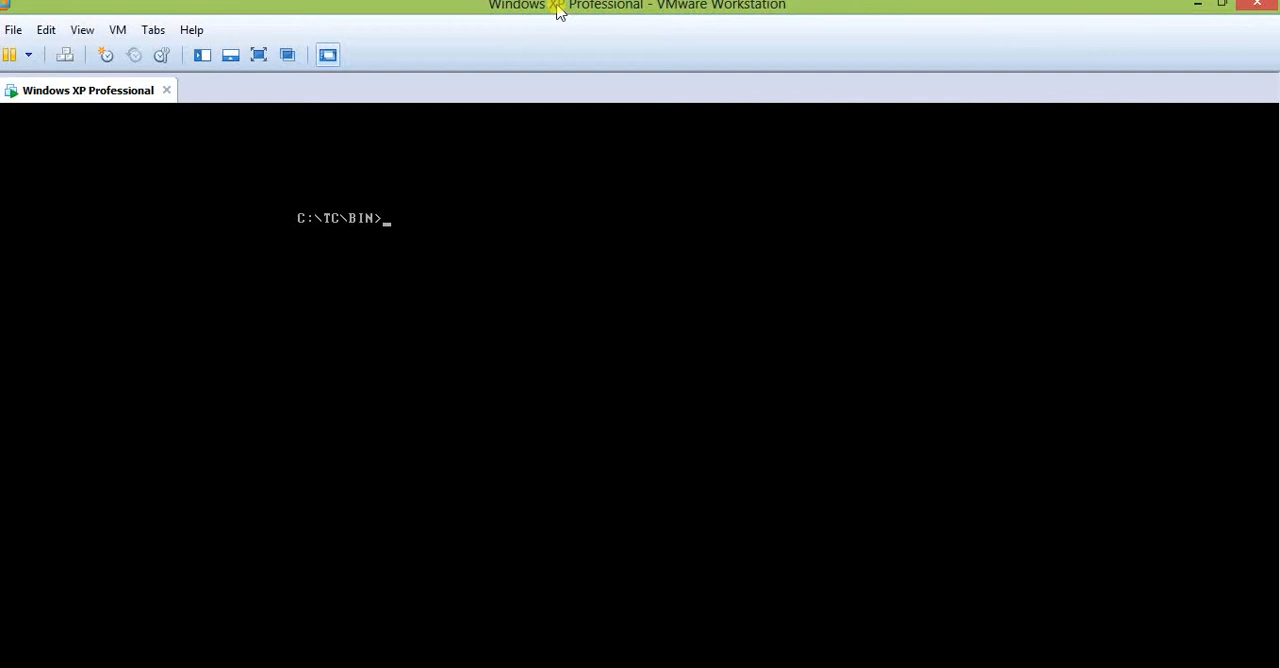 Windows XP Professional - VMware Workstation
File Edit View VM Tabs Help
Windows XP Professional
C:\TC\BIN>_